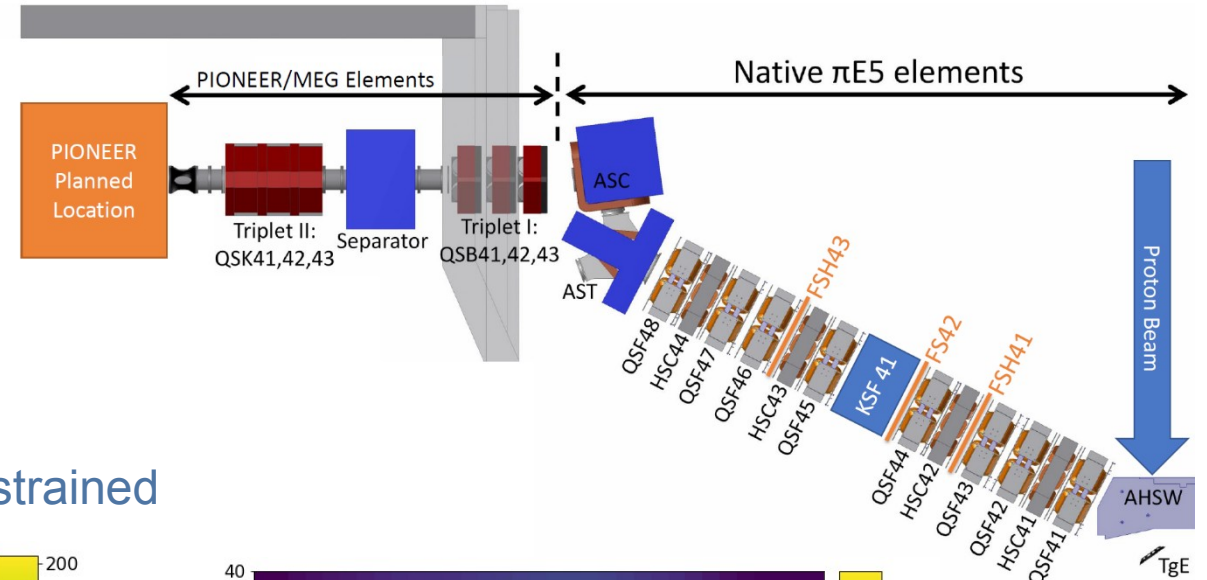 PIONEER/MEG Elements
Native πE5 elements
PIONEER
Planned
Location
Triplet II:
QSK41,42,43
Separator
Triplet I:
QSB41,42,43
ASC
AST
QSF48
HSC44
QSF47
QSF46
FSH43
HSC43
QSF45
KSF 41
FS42
QSF44
HSC42
FSH41
QSF43
QSF42
HSC41
QSF41
Proton Beam
AHSW
TgE
strained
200
40